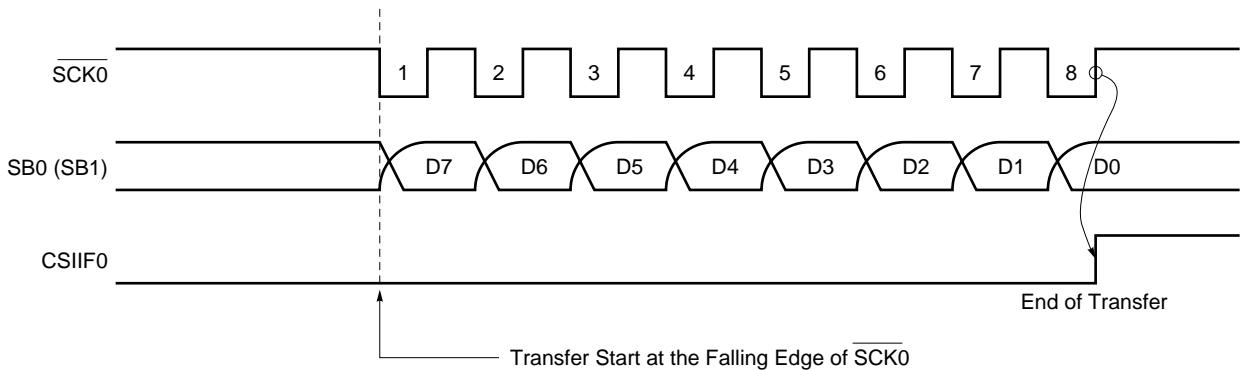 SCK0
1 2 3 4 5 6 7 8
SB0 (SB1)
D7 D6 D5 D4 D3 D2 D1 D0
CSIIF0
End of Transfer
Transfer Start at the Falling Edge of SCK0